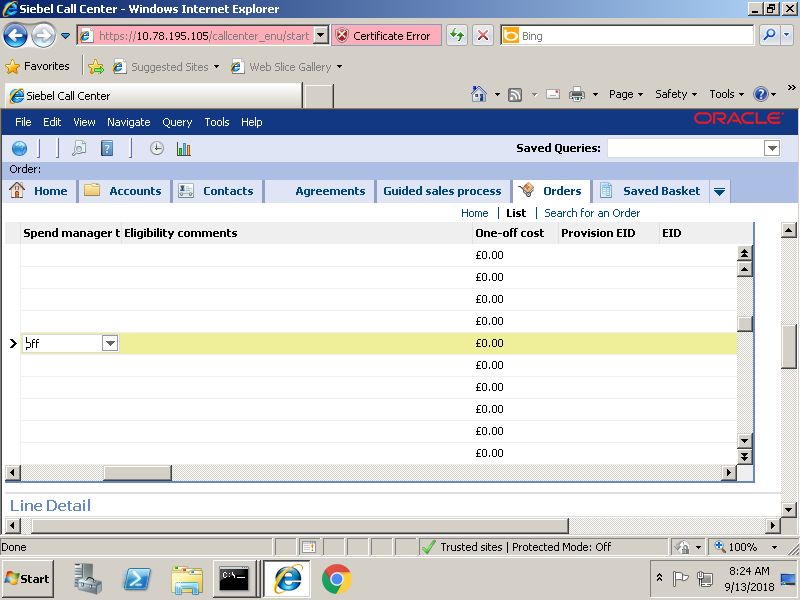 Siebel Call Center - Windows Internet Explorer
https://10.78.195.105/callcenter_enu/start
Certificate Error
Bing
Favorites
Suggested Sites
Web Slice Gallery
Siebel Call Center
Page
Safety
Tools
»
File Edit View Navigate Query Tools Help
ORACLE
Saved Queries:
Order:
Home
Accounts
Contacts
Agreements
Guided sales process
Orders
Saved Basket
Home | List | Search for an Order
Spend manager t Eligibility comments One-off cost Provision EID EID
£0.00
£0.00
£0.00
£0.00
off £0.00
£0.00
£0.00
£0.00
£0.00
£0.00
Line Detail
Done
Trusted sites | Protected Mode: Off
100%
Start
8:24 AM
9/13/2018